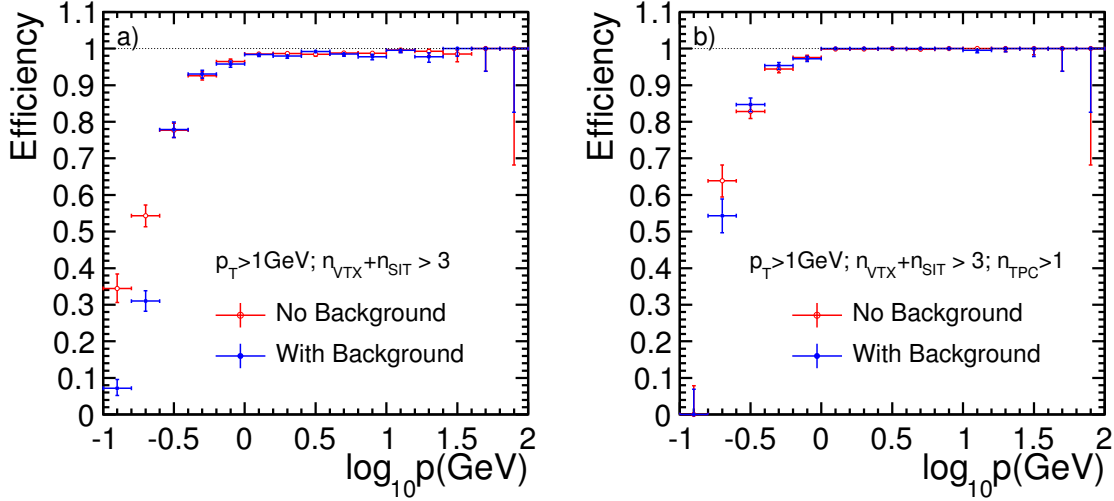 a)
Efficiency
1.1
1
0.9
0.8
0.7
0.6
0.5
0.4
0.3
0.2
0.1
0
p_T>1GeV; n_VTX+n_SIT > 3
No Background
With Background
-1 -0.5 0 0.5 1 1.5 2
log_10p(GeV)
b)
Efficiency
1.1
1
0.9
0.8
0.7
0.6
0.5
0.4
0.3
0.2
0.1
0
p_T>1GeV; n_VTX+n_SIT > 3; n_TPC>1
No Background
With Background
-1 -0.5 0 0.5 1 1.5 2
log_10p(GeV)